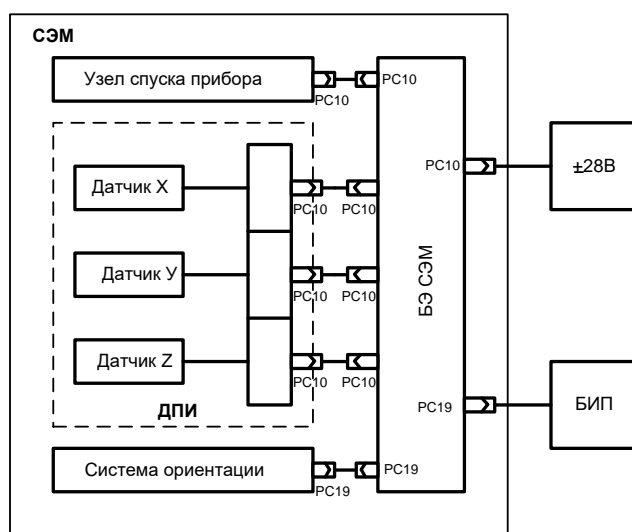 СЭМ
Узел спуска прибора
РС10
РС10
Датчик X
РС10
РС10
РС10
±28В
Датчик У
РС10
РС10
БЭ СЭМ
Датчик Z
РС10
РС10
ДПИ
РС19
БИП
Система ориентации
РС19
РС19